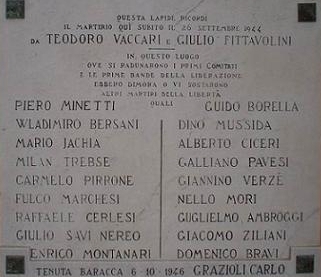 QUESTA LAPIDE RICORDI
IL MARTIRIO QUÌ SUBITO IL 26 SETTEMBRE 1944
DA TEODORO VACCARI E GIULIO FITTAVOLINI
IN QUESTO LUOGO
OVE SI RADUNARONO I PRIMI COMITATI
E LE PRIME BANDE DELLA LIBERAZIONE
EBBERO DIMORA O VI SOSTARONO
ALTRI MARTIRI DELLA LIBERTÀ
QUALI
PIERO MINETTI GUIDO BORELLA
WLADIMIRO BERSANI DINO MUSSIDA
MARIO JACHIA ALBERTO CICERI
MILAN TREBSE GALLIANO PAVESI
CARMELO PIRRONE GIANNINO VERZÈ
FULCO MARCHESI NELLO MORI
RAFFAELE CERLESI GUGLIELMO AMBROGGI
GIULIO SAVI NEREO GIACOMO ZILIANI
ENRICO MONTANARI DOMENICO BRAVI
TENUTA BARACCA 6-10-1946 GRAZIOLI CARLO